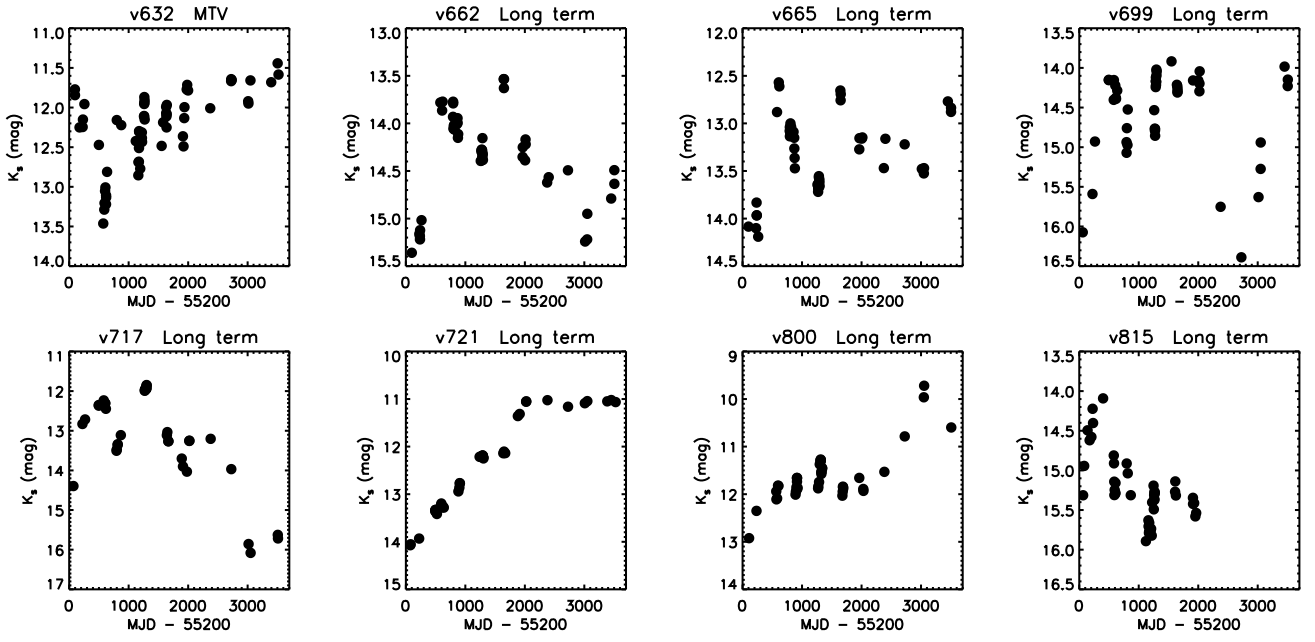 v632 MTV
v662 Long term
v665 Long term
v699 Long term
11.0
11.5
12.0
12.5
13.0
13.5
14.0
Ks (mag)
0 1000 2000 3000
MJD - 55200
13.0
13.5
14.0
14.5
15.0
15.5
Ks (mag)
0 1000 2000 3000
MJD - 55200
12.0
12.5
13.0
13.5
14.0
14.5
Ks (mag)
0 1000 2000 3000
MJD - 55200
13.5
14.0
14.5
15.0
15.5
16.0
16.5
Ks (mag)
0 1000 2000 3000
MJD - 55200
v717 Long term
v721 Long term
v800 Long term
v815 Long term
11
12
13
14
15
16
17
Ks (mag)
0 1000 2000 3000
MJD - 55200
10
11
12
13
14
15
Ks (mag)
0 1000 2000 3000
MJD - 55200
9
10
11
12
13
14
Ks (mag)
0 1000 2000 3000
MJD - 55200
13.5
14.0
14.5
15.0
15.5
16.0
16.5
Ks (mag)
0 1000 2000 3000
MJD - 55200